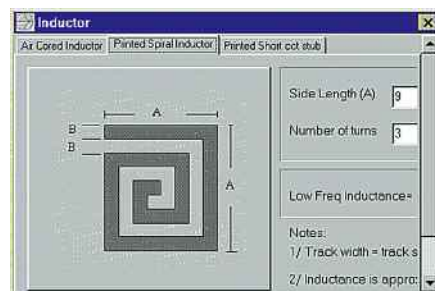 Inductor
Air Cored Inductor Printed Spiral Inductor Printed Short cct stub
A
B
B
A
Side Length (A) 9
Number of turns 3
Low Freq Inductance=
Notes:
1/ Track width = track s
2/ Inductance is appro